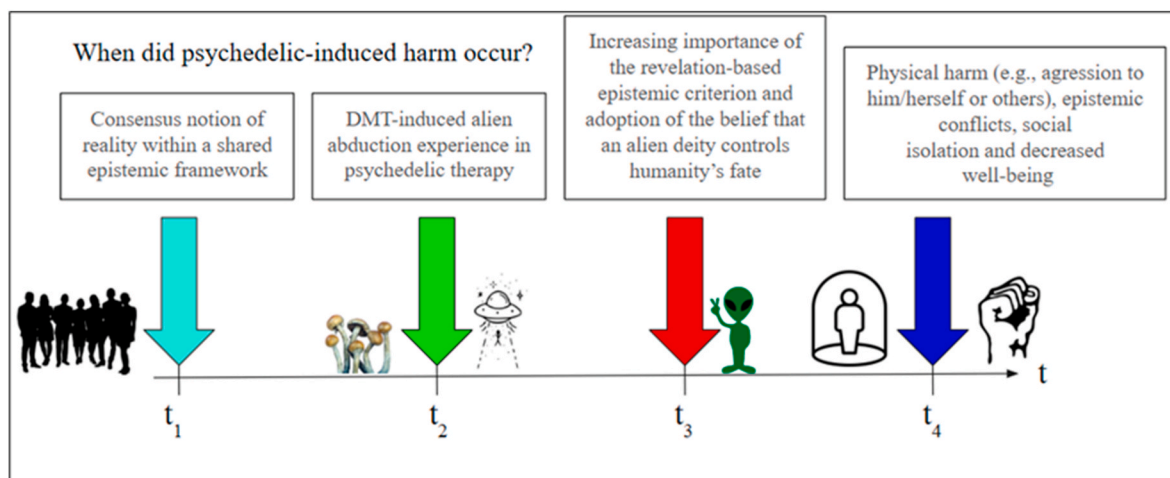 When did psychedelic-induced harm occur?
Consensus notion of
reality within a shared
epistemic framework
DMT-induced alien
abduction experience in
psychedelic therapy
Increasing importance of
the revelation-based
epistemic criterion and
adoption of the belief that
an alien deity controls
humanity's fate
Physical harm (e.g., agression to
him/herself or others), epistemic
conflicts, social
isolation and decreased
well-being
t
t1
t2
t3
t4